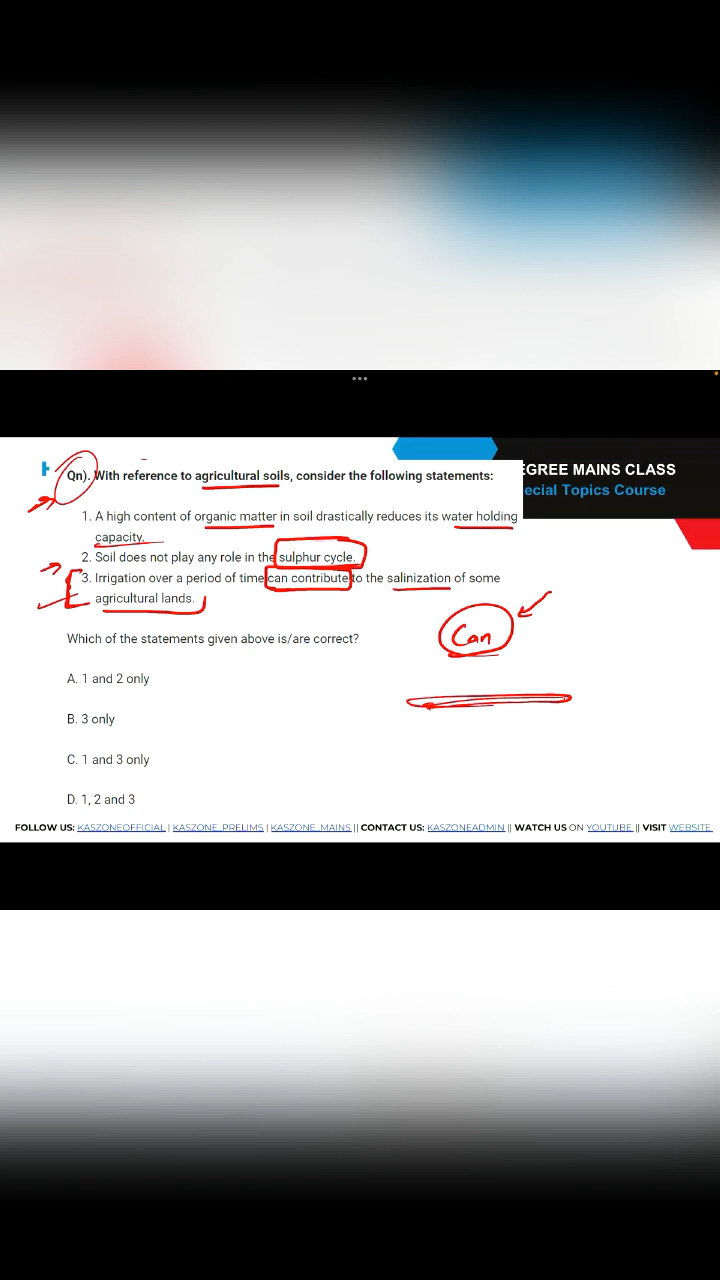 EGREE MAINS CLASS
ecial Topics Course
Qn). With reference to agricultural soils, consider the following statements:
1. A high content of organic matter in soil drastically reduces its water holding
capacity.
2. Soil does not play any role in the sulphur cycle.
3. Irrigation over a period of time can contribute to the salinization of some
agricultural lands.
Can
Which of the statements given above is/are correct?
A. 1 and 2 only
B. 3 only
C. 1 and 3 only
D. 1, 2 and 3
FOLLOW US: KASZONEOFFICIAL | KASZONE_PRELIMS | KASZONE_MAINS || CONTACT US: KASZONEADMIN || WATCH US ON YOUTUBE || VISIT WEBSITE